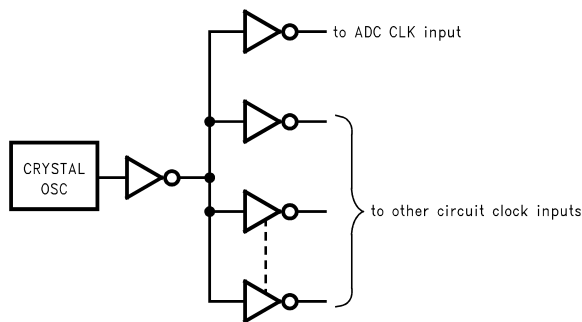 to ADC CLK input
CRYSTAL
OSC
to other circuit clock inputs